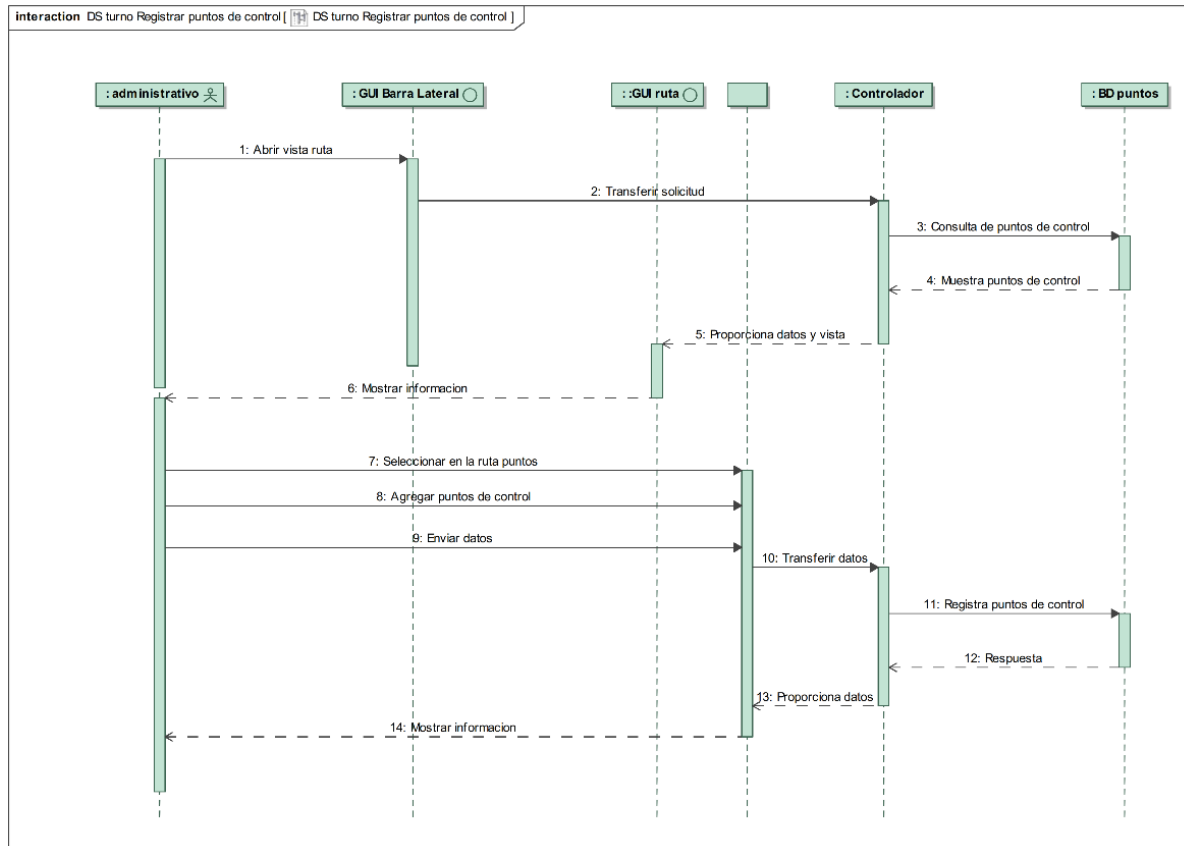 interaction DS turno Registrar puntos de control [ DS turno Registrar puntos de control ]
: administrativo
: GUI Barra Lateral
: :GUI ruta
: Controlador
: BD puntos
1: Abrir vista ruta
2: Transferir solicitud
3: Consulta de puntos de control
4: Muestra puntos de control
5: Proporciona datos y vista
6: Mostrar informacion
7: Seleccionar en la ruta puntos
8: Agregar puntos de control
9: Enviar datos
10: Transferir datos
11: Registra puntos de control
12: Respuesta
13: Proporciona datos
14: Mostrar informacion